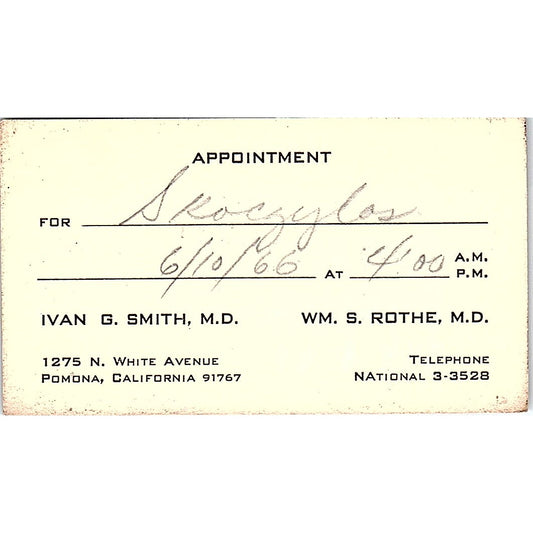 APPOINTMENT
FOR Skoczylas
6/10/66 AT 4:00 A.M.
P.M.
IVAN G. SMITH, M.D. WM. S. ROTHE, M.D.
1275 N. WHITE AVENUE TELEPHONE
POMONA, CALIFORNIA 91767 NATIONAL 3-3528